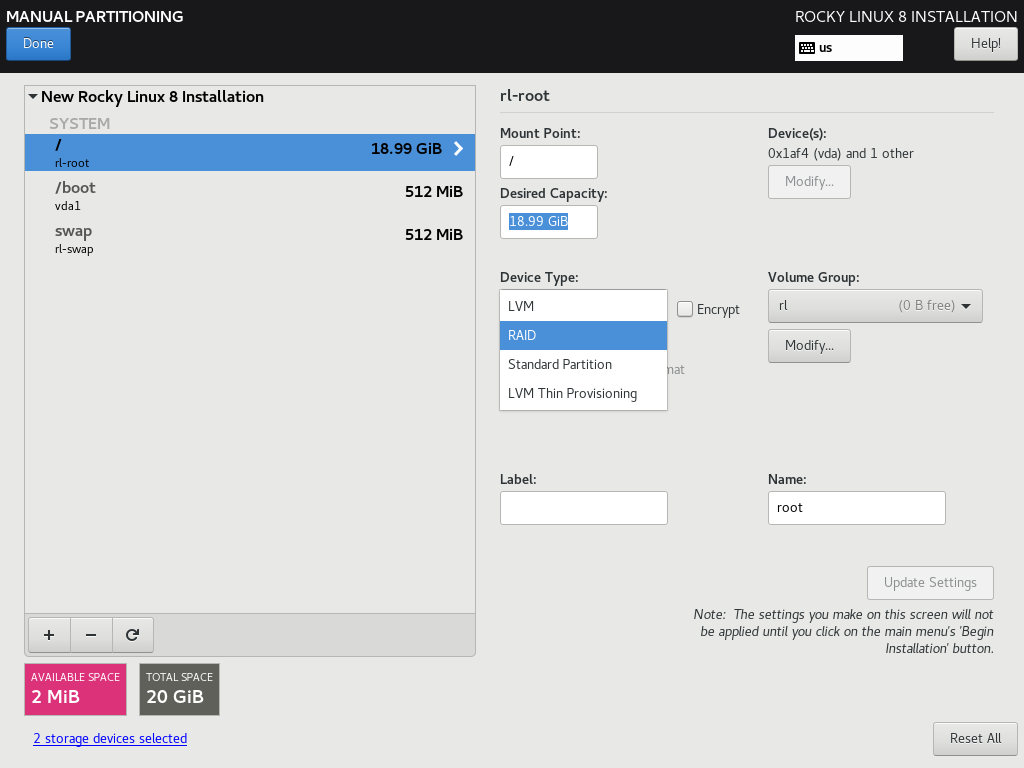 MANUAL PARTITIONING
ROCKY LINUX 8 INSTALLATION
Done
us
Help!
New Rocky Linux 8 Installation
SYSTEM
/
18.99 GiB
rl-root
/boot
512 MiB
vda1
swap
512 MiB
rl-swap
AVAILABLE SPACE
2 MiB
TOTAL SPACE
20 GiB
2 storage devices selected
rl-root
Mount Point:
/
Device(s):
0x1af4 (vda) and 1 other
Modify...
Desired Capacity:
18.99 GiB
Device Type:
LVM
RAID
Standard Partition
LVM Thin Provisioning
Encrypt
mat
Volume Group:
rl (0 B free)
Modify...
Label:
Name:
root
Update Settings
Note: The settings you make on this screen will not
be applied until you click on the main menu's 'Begin
Installation' button.
Reset All